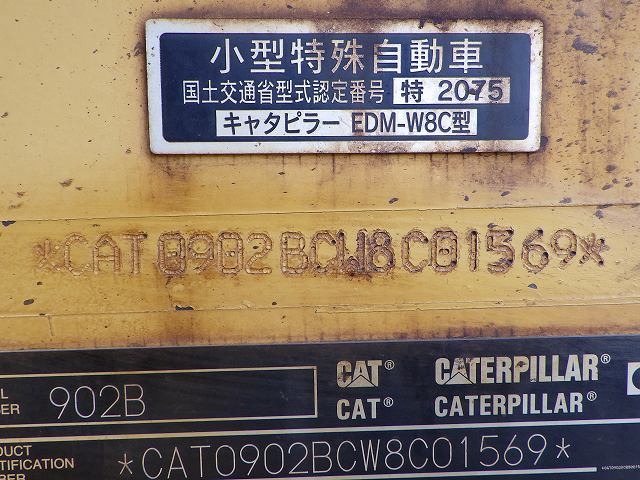 小型特殊自動車
国土交通省型式認定番号 特 2075
キャタピラー EDM-W8C型
*CAT0902BCW8C01569*
902B
CAT® CATERPILLAR®
CAT® CATERPILLAR®
*CAT0902BCW8C01569*